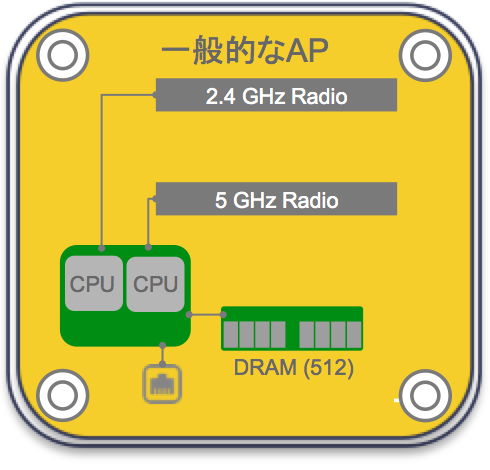 一般的なAP
2.4 GHz Radio
5 GHz Radio
CPU CPU
DRAM (512)